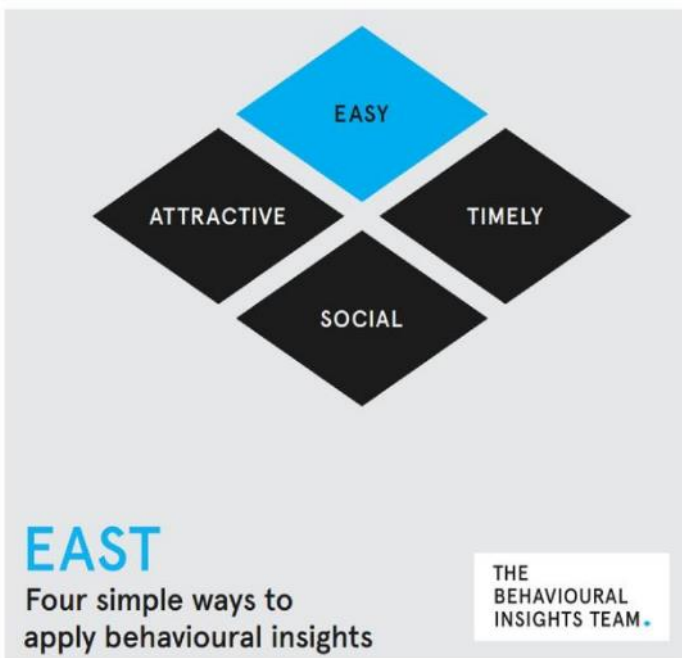 EASY
ATTRACTIVE
TIMELY
SOCIAL
EAST
Four simple ways to
apply behavioural insights
THE
BEHAVIOURAL
INSIGHTS TEAM.